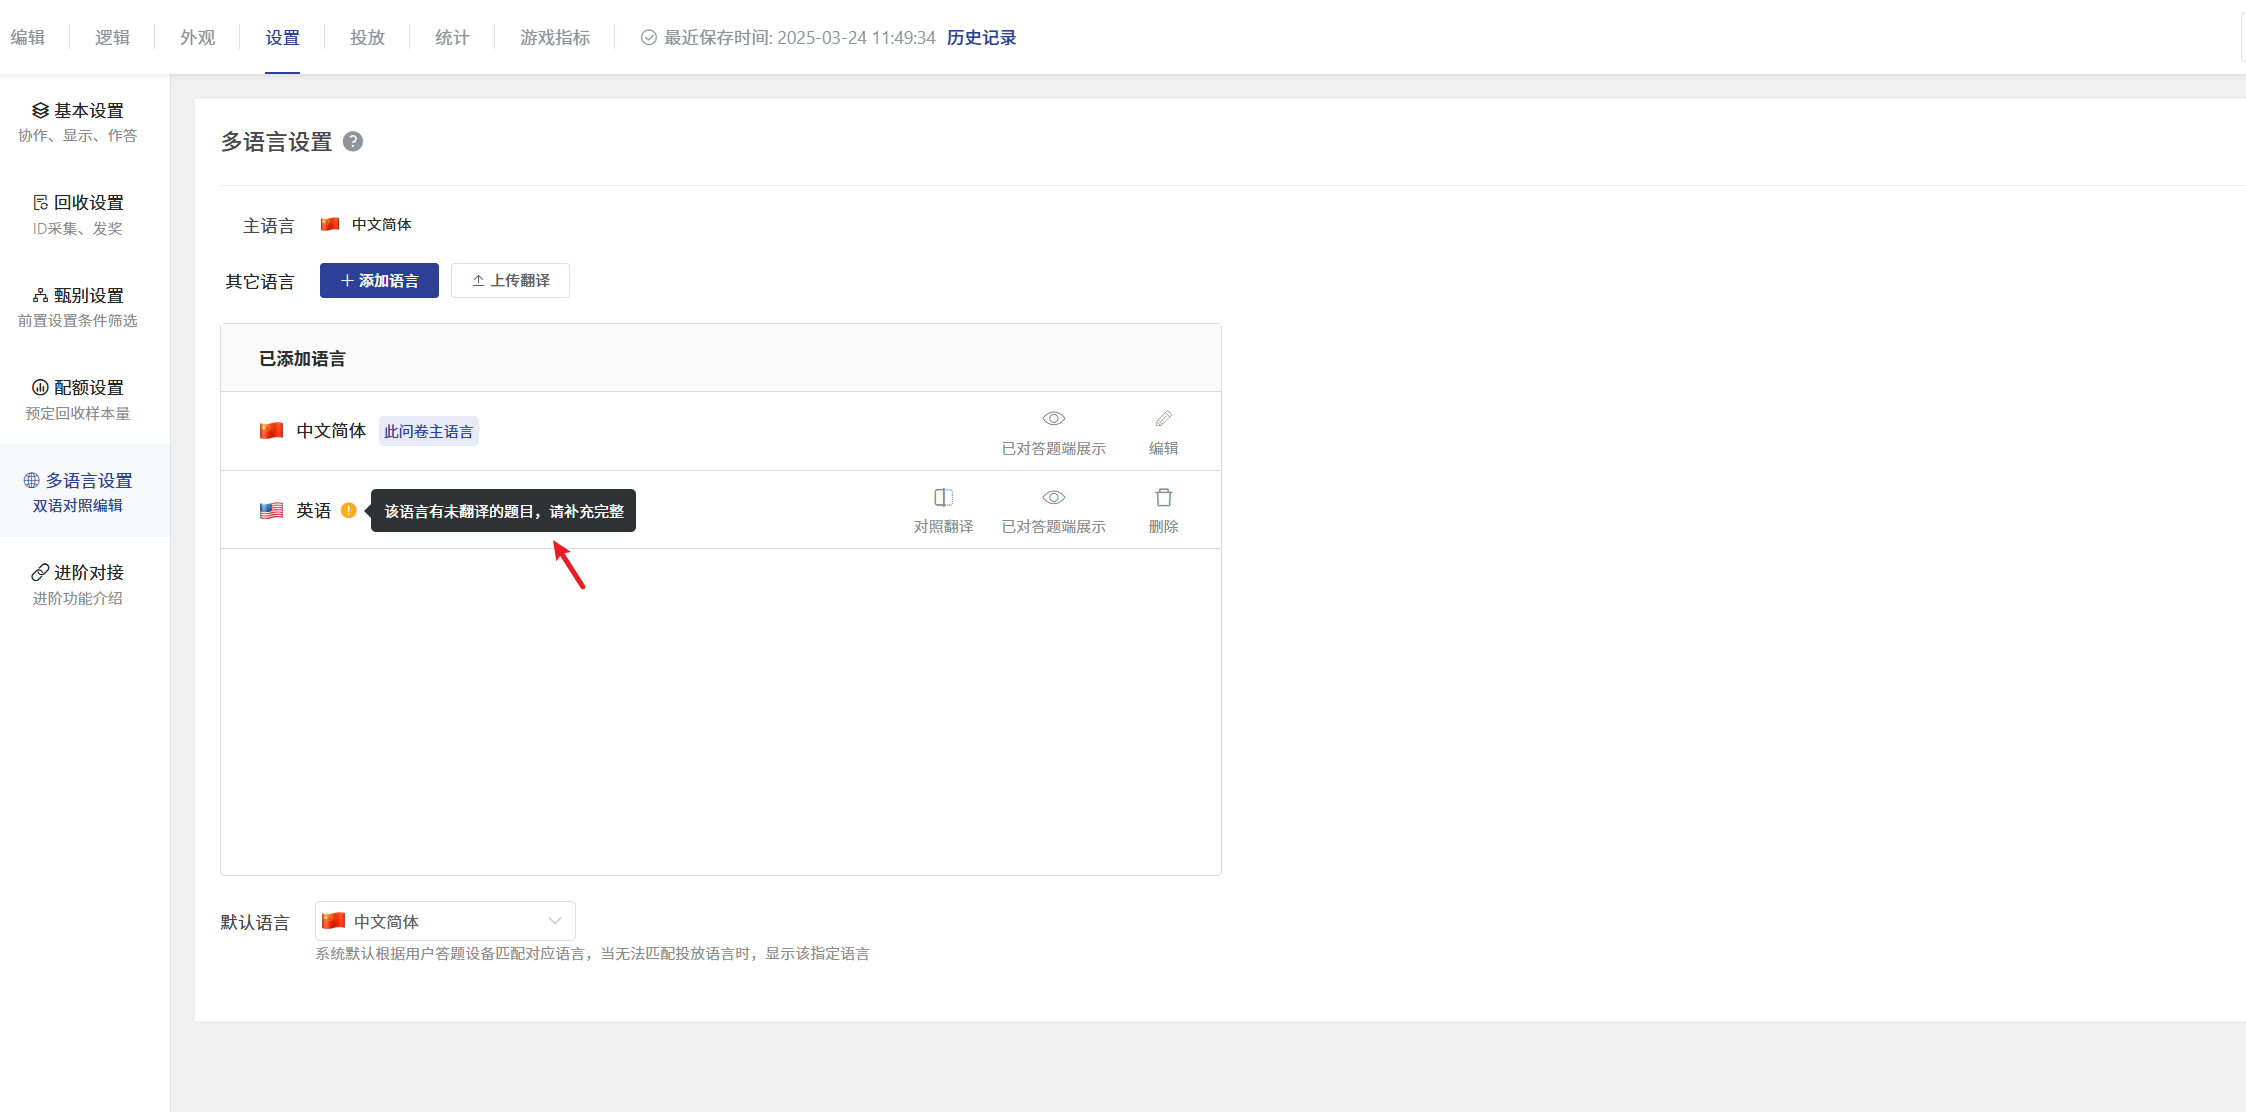 编辑 逻辑 外观 设置 投放 统计 游戏指标 最近保存时间: 2025-03-24 11:49:34 历史记录
基本设置
协作、显示、作答
回收设置
ID采集、发奖
甄别设置
前置设置条件筛选
配额设置
预定回收样本量
多语言设置
双语对照编辑
进阶对接
进阶功能介绍
多语言设置 ?
主语言 中文简体
其它语言 添加语言 上传翻译
已添加语言
中文简体 此问卷主语言 已对答题端展示 编辑
英语 ! 该语言有未翻译的题目，请补充完整 对照翻译 已对答题端展示 删除
默认语言 中文简体
系统默认根据用户答题设备匹配对应语言，当无法匹配投放语言时，显示该指定语言